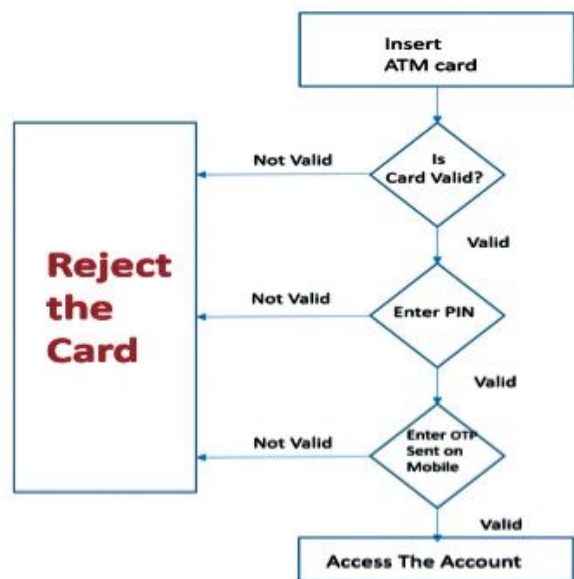 Insert
ATM card
Is
Card Valid?
Not Valid
Valid
Reject
the
Card
Enter PIN
Not Valid
Valid
Enter OTP
Sent on
Mobile
Not Valid
Valid
Access The Account